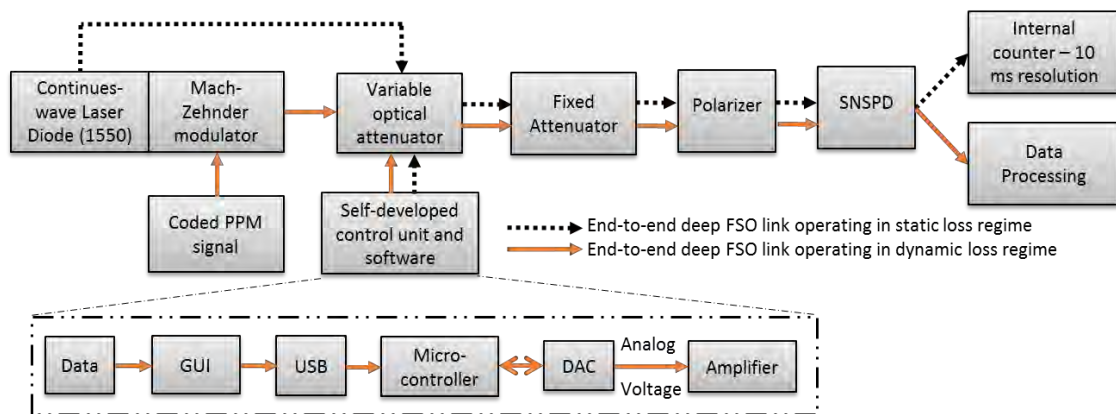 Continues-
wave Laser
Diode (1550)
Mach-
Zehnder
modulator
Variable
optical
attenuator
Fixed
Attenuator
Polarizer
SNSPD
Internal
counter – 10
ms resolution
Data
Processing
Coded PPM
signal
Self-developed
control unit and
software
End-to-end deep FSO link operating in static loss regime
End-to-end deep FSO link operating in dynamic loss regime
Data
GUI
USB
Micro-
controller
DAC
Analog
Voltage
Amplifier